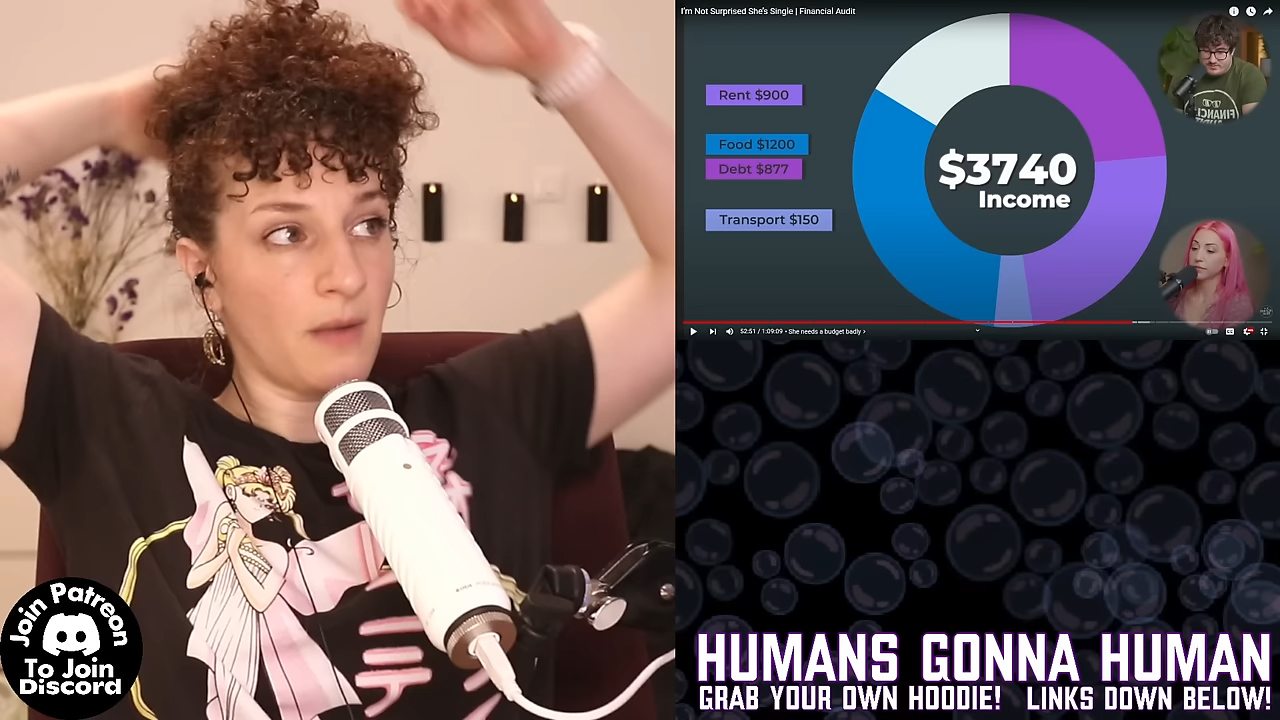 I'm Not Surprised She's Single | Financial Audit
Rent $900
Food $1200
Debt $877
Transport $150
$3740
Income
52:51 / 1:09:09 • She needs a budget badly ›
Join Patreon
To Join
Discord
HUMANS GONNA HUMAN
GRAB YOUR OWN HOODIE! LINKS DOWN BELOW!